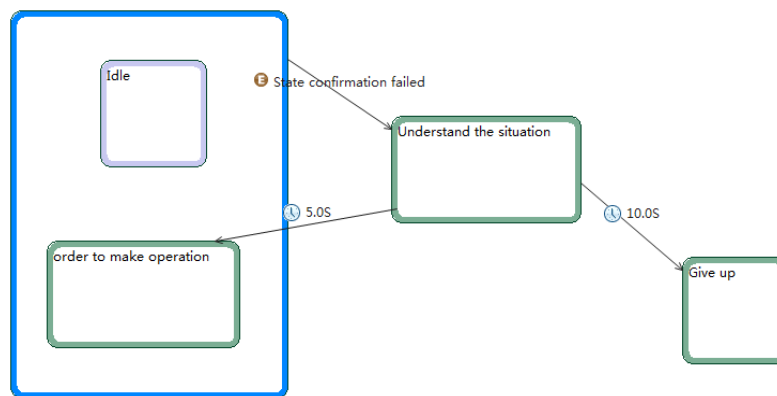 Idle
E State confirmation failed
Understand the situation
5.0S
10.0S
order to make operation
Give up